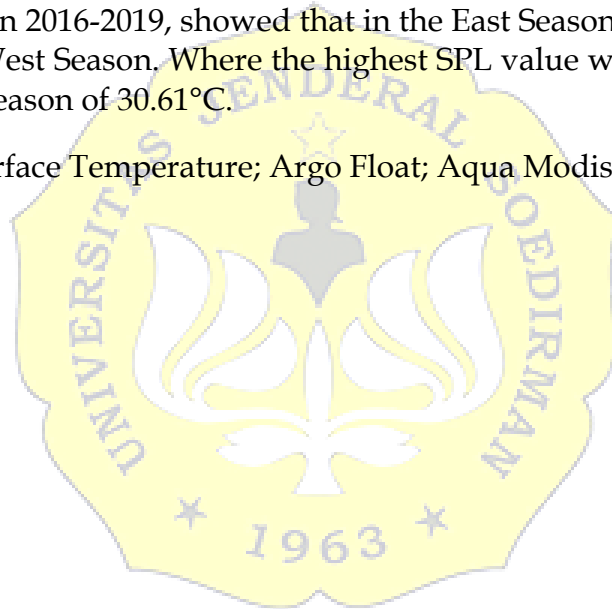 n 2016-2019, showed that in the East Season
West Season. Where the highest SPL value w
eason of 30.61°C.
rface Temperature; Argo Float; Aqua Modis
UNIVERSITAS JENDERAL SOEDIRMAN
1963